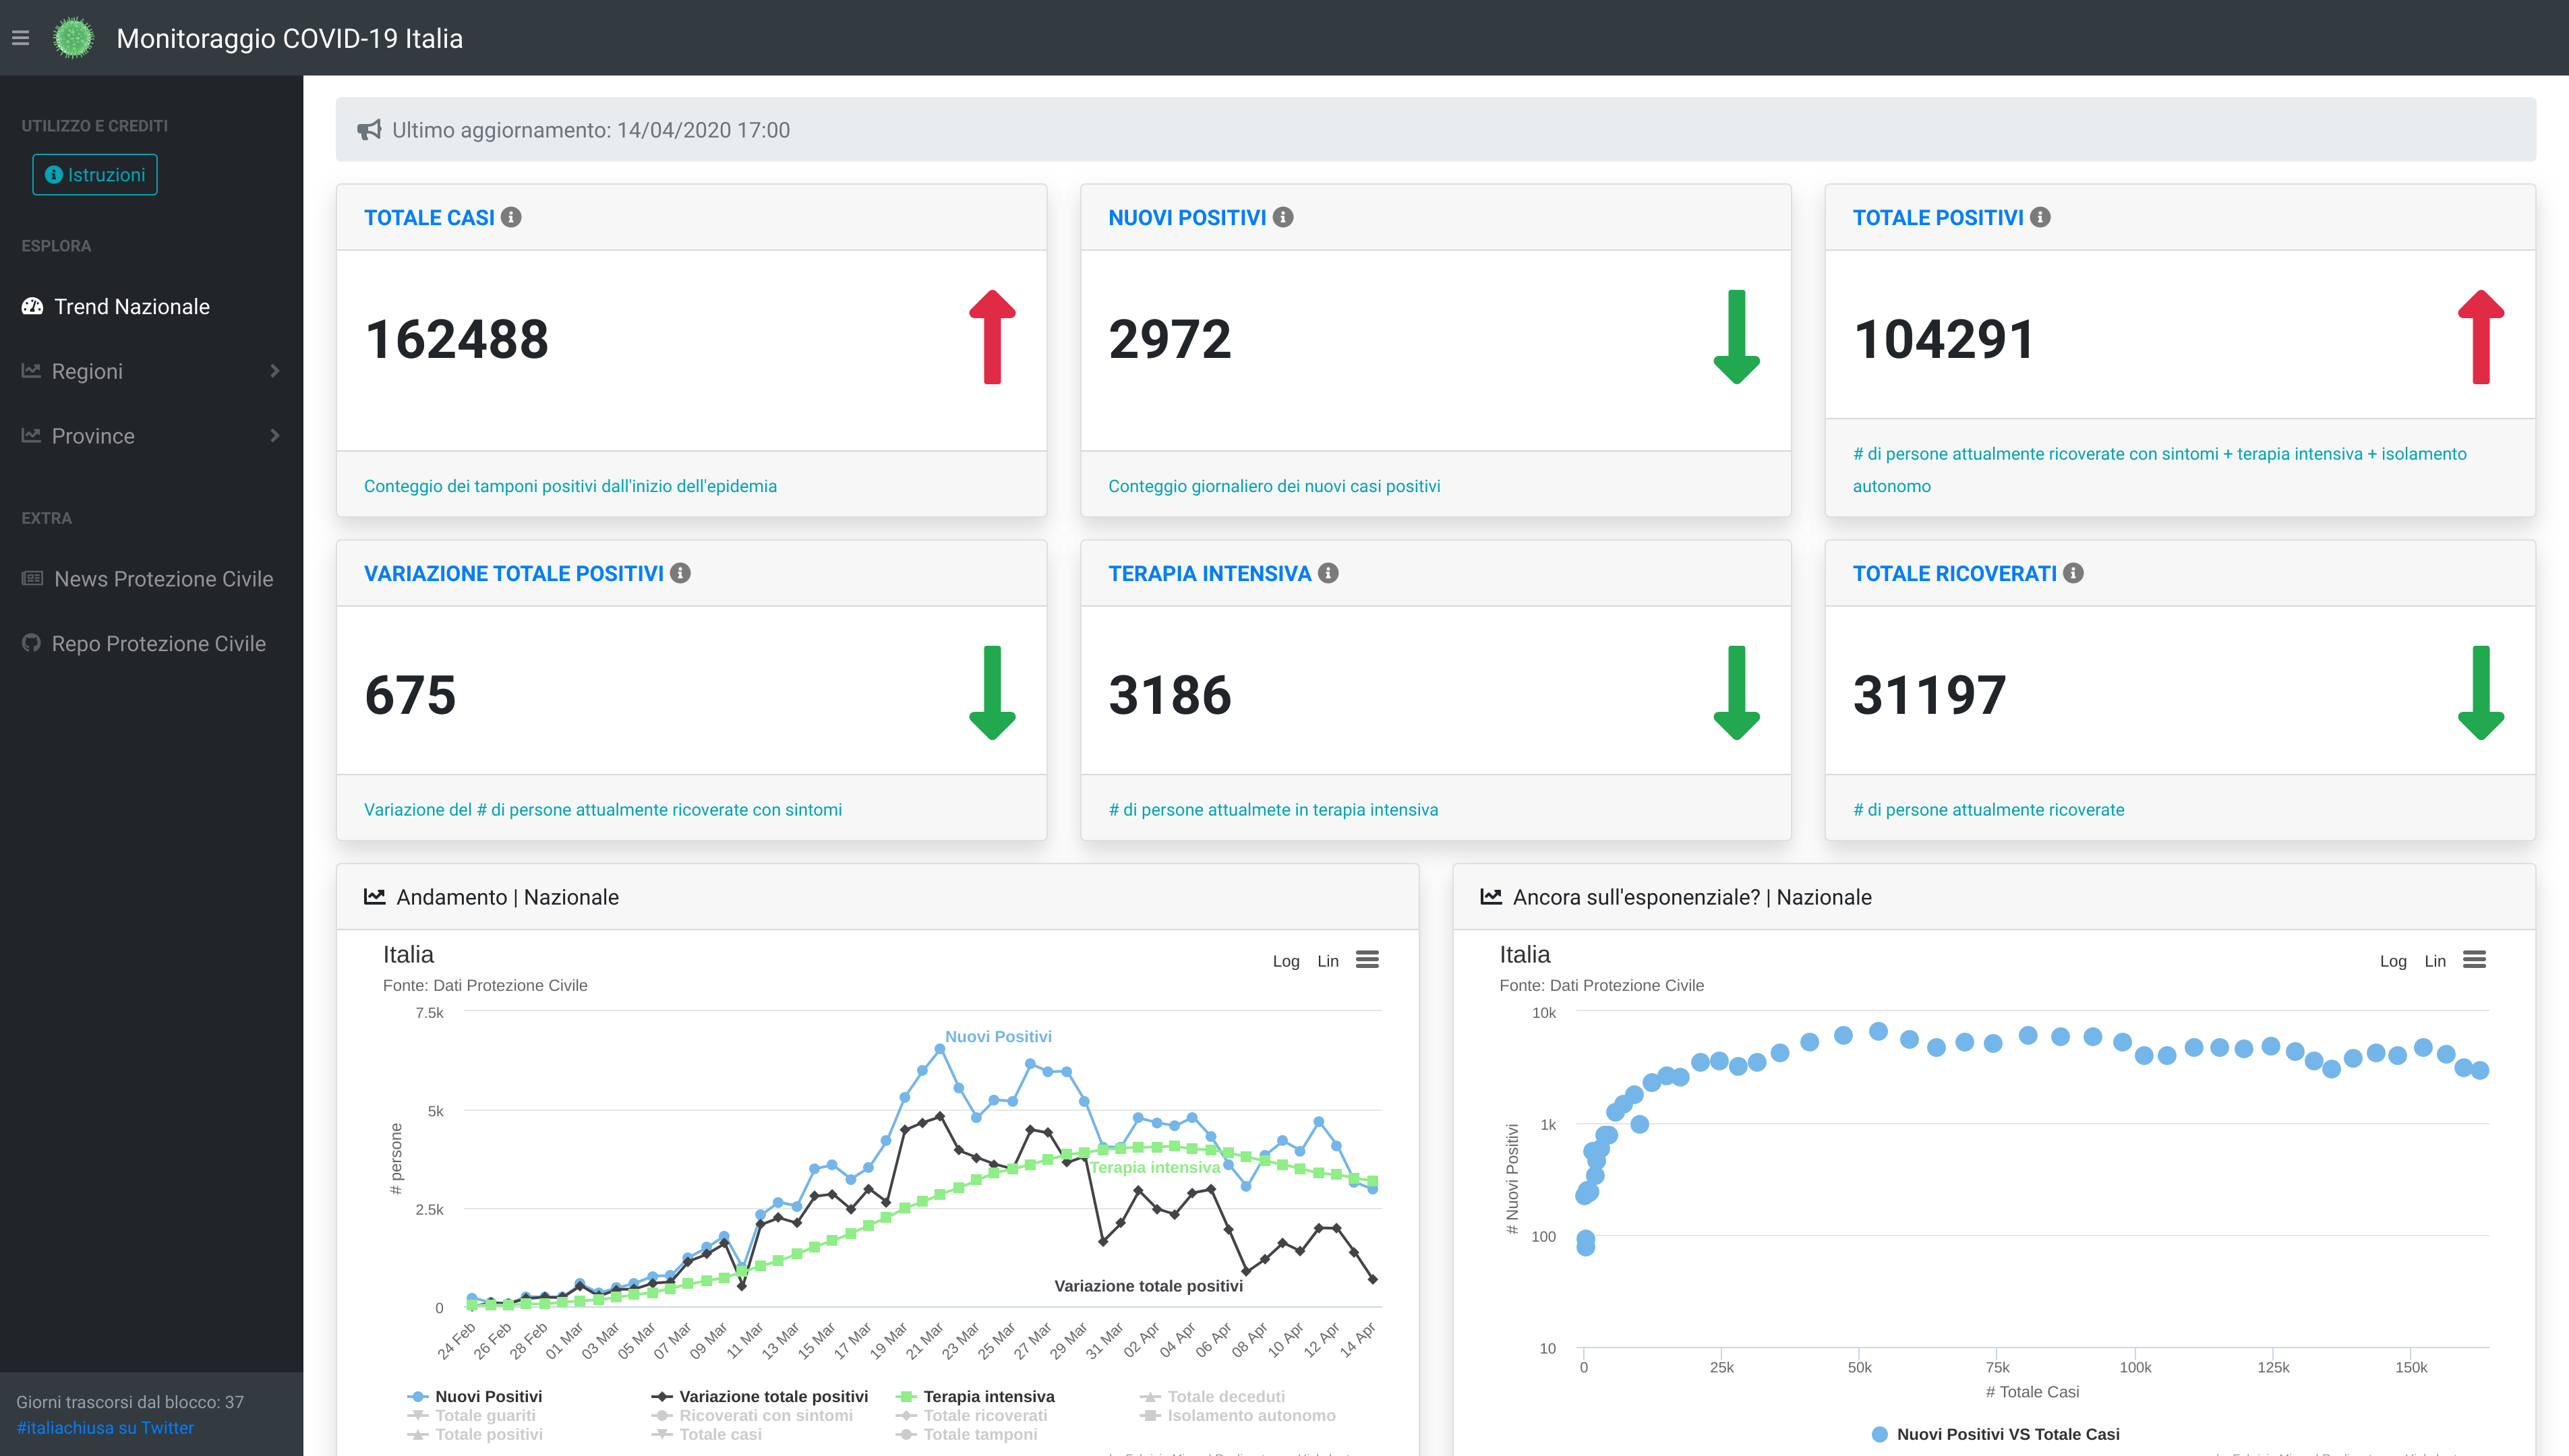 Monitoraggio COVID-19 Italia
UTILIZZO E CREDITI
Istruzioni
ESPLORA
Trend Nazionale
Regioni
Province
EXTRA
News Protezione Civile
Repo Protezione Civile
Giorni trascorsi dal blocco: 37
#italiachiusa su Twitter
Ultimo aggiornamento: 14/04/2020 17:00
TOTALE CASI
162488
Conteggio dei tamponi positivi dall'inizio dell'epidemia
NUOVI POSITIVI
2972
Conteggio giornaliero dei nuovi casi positivi
TOTALE POSITIVI
104291
# di persone attualmente ricoverate con sintomi + terapia intensiva + isolamento
autonomo
VARIAZIONE TOTALE POSITIVI
675
Variazione del # di persone attualmente ricoverate con sintomi
TERAPIA INTENSIVA
3186
# di persone attualmete in terapia intensiva
TOTALE RICOVERATI
31197
# di persone attualmente ricoverate
Andamento | Nazionale
Italia
Fonte: Dati Protezione Civile
Log Lin
7.5k
5k
2.5k
0
# persone
Nuovi Positivi
Terapia intensiva
Variazione totale positivi
24 Feb 26 Feb 28 Feb 01 Mar 03 Mar 05 Mar 07 Mar 09 Mar 11 Mar 13 Mar 15 Mar 17 Mar 19 Mar 21 Mar 23 Mar 25 Mar 27 Mar 29 Mar 31 Mar 02 Apr 04 Apr 06 Apr 08 Apr 10 Apr 12 Apr 14 Apr
Nuovi Positivi Variazione totale positivi Terapia intensiva Totale deceduti
Totale guariti Ricoverati con sintomi Totale ricoverati Isolamento autonomo
Totale positivi Totale casi Totale tamponi
Ancora sull'esponenziale? | Nazionale
Italia
Fonte: Dati Protezione Civile
Log Lin
10k
1k
100
10
# Nuovi Positivi
0 25k 50k 75k 100k 125k 150k
# Totale Casi
Nuovi Positivi VS Totale Casi